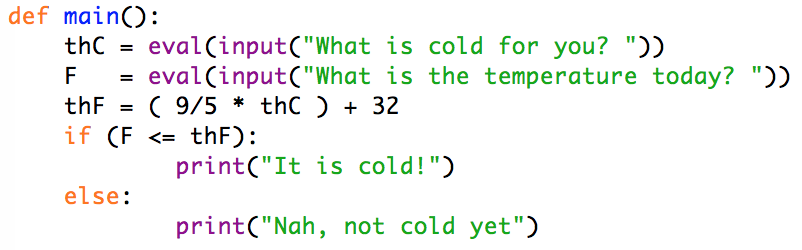 def main():
    thC = eval(input("What is cold for you? "))
    F   = eval(input("What is the temperature today? "))
    thF = ( 9/5 * thC ) + 32
    if (F <= thF):
           print("It is cold!")
    else:
           print("Nah, not cold yet")